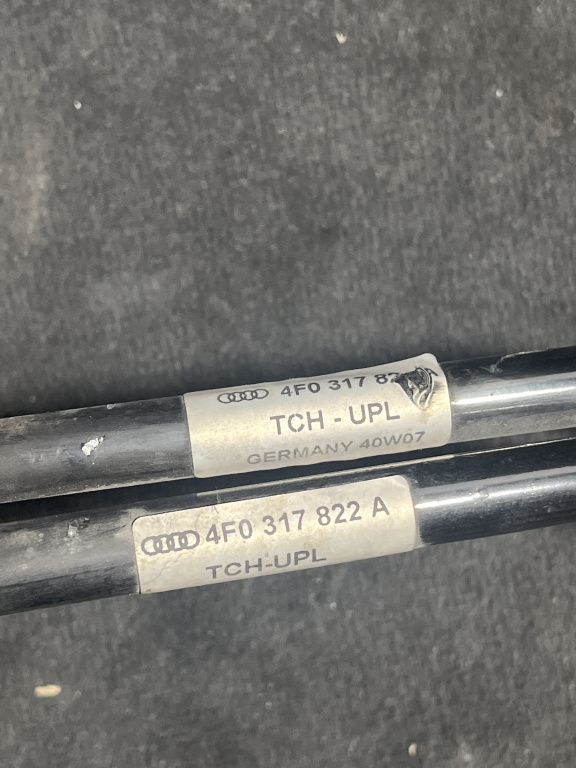 4F0 317 82
TCH - UPL
GERMANY 40W07
4F0 317 822 A
TCH-UPL